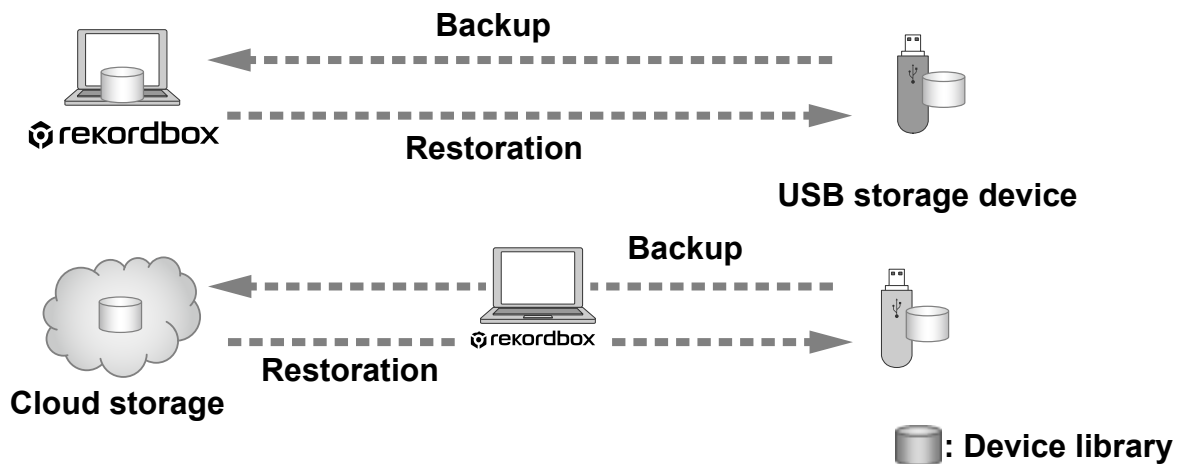 Backup
rekordbox
Restoration
USB storage device
Backup
rekordbox
Restoration
Cloud storage
: Device library